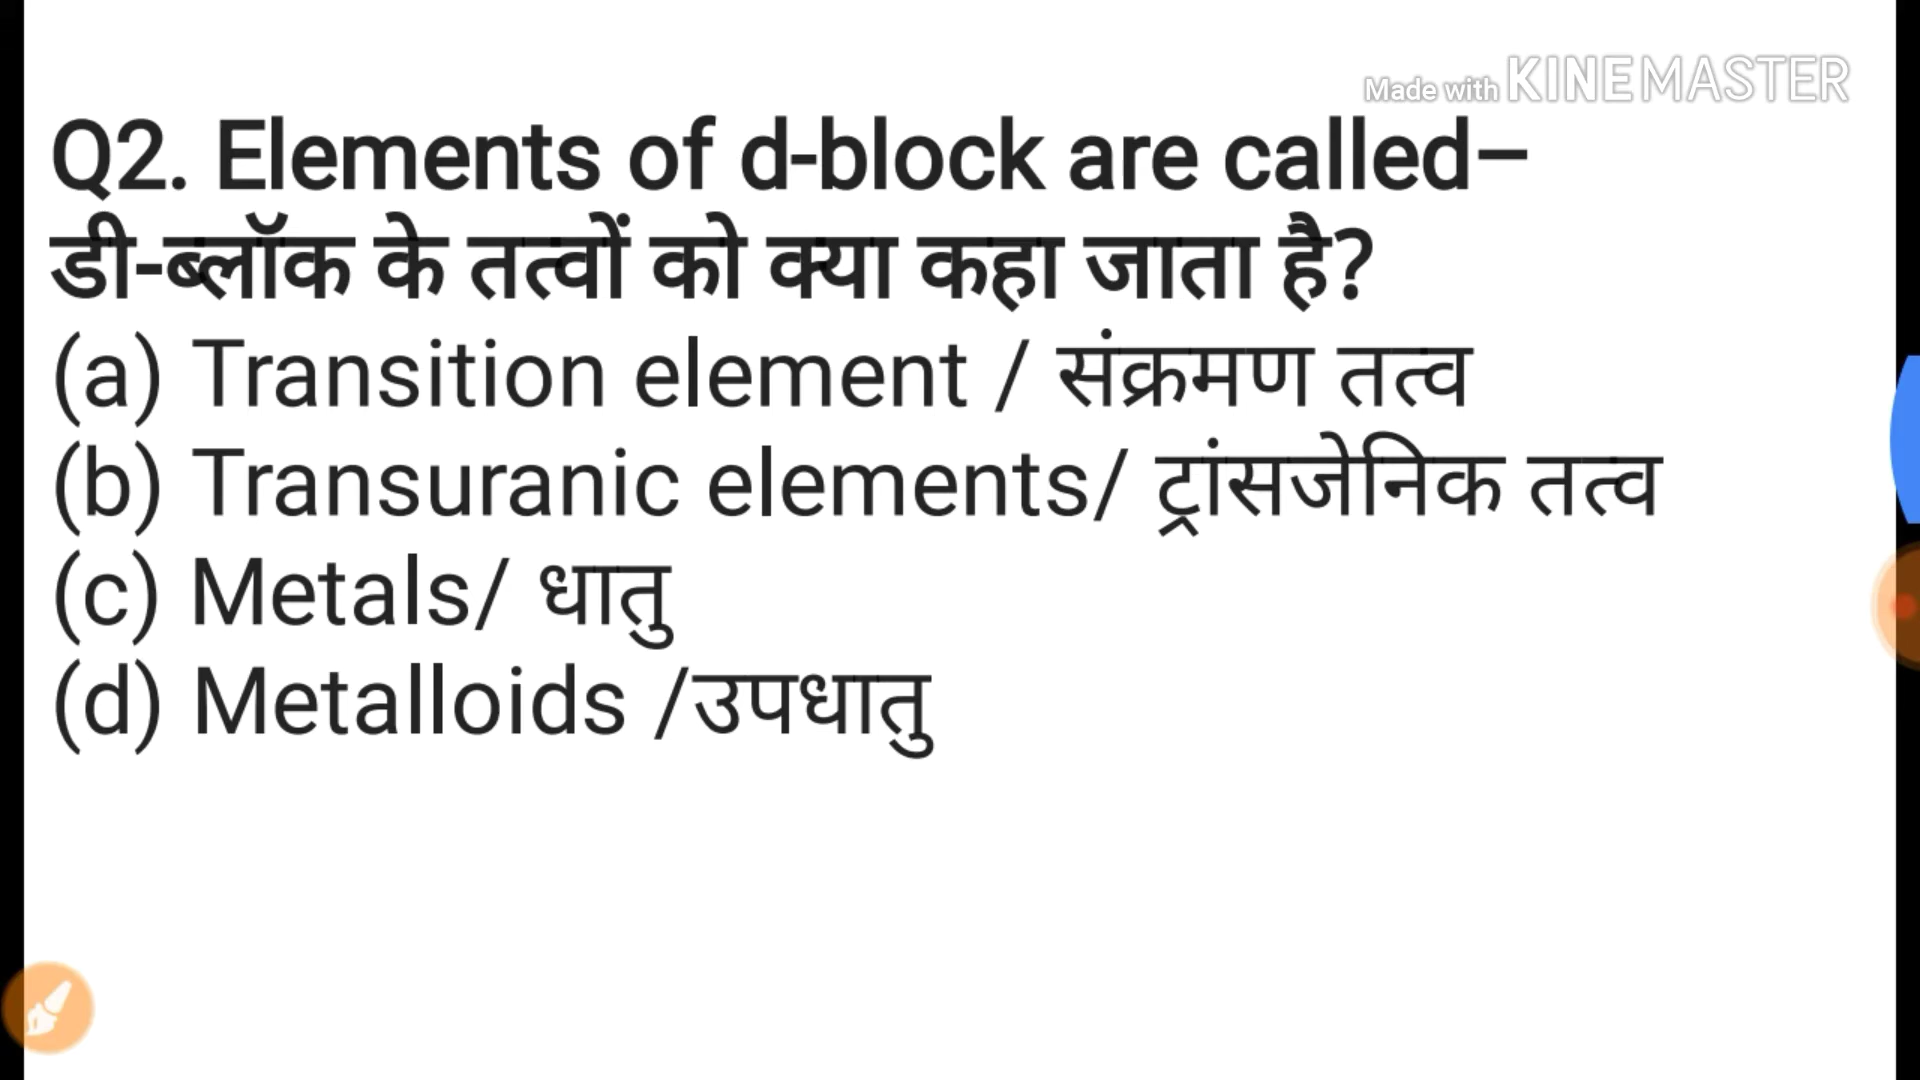 Made with KINEMASTER
Q2. Elements of d-block are called–
डी-ब्लॉक के तत्वों को क्या कहा जाता है?
(a) Transition element / संक्रमण तत्व
(b) Transuranic elements/ ट्रांसजेनिक तत्व
(c) Metals/ धातु
(d) Metalloids /उपधातु